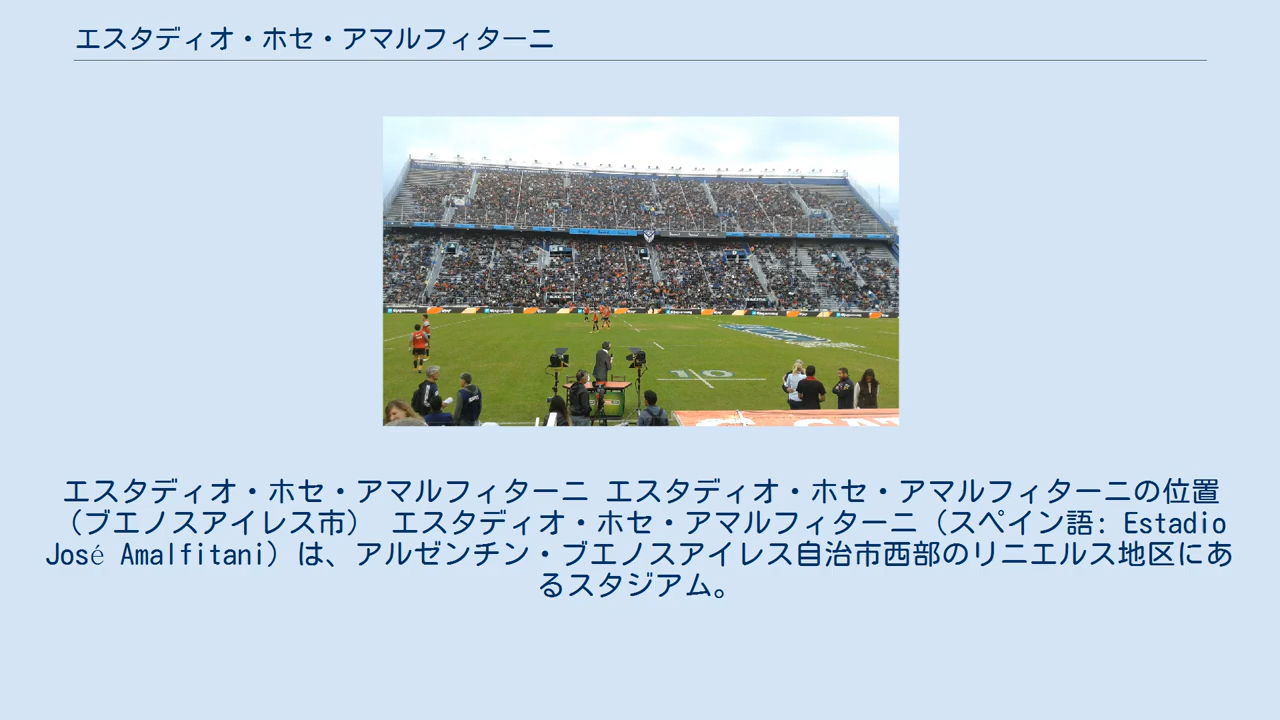 エスタディオ・ホセ・アマルフィターニ
10
エスタディオ・ホセ・アマルフィターニ エスタディオ・ホセ・アマルフィターニの位置
（ブエノスアイレス市） エスタディオ・ホセ・アマルフィターニ（スペイン語: Estadio
José Amalfitani）は、アルゼンチン・ブエノスアイレス自治市西部のリニエルス地区にあ
るスタジアム。